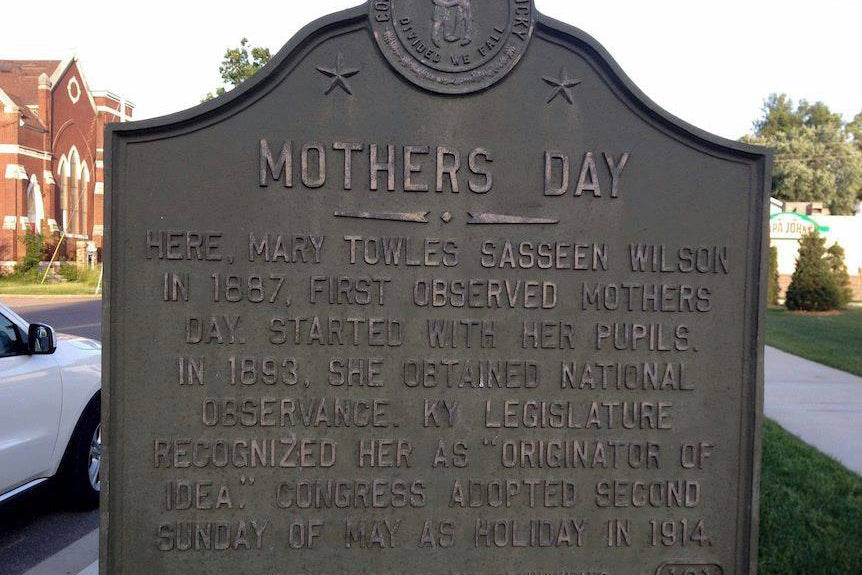 DIVIDED WE FALL
MOTHERS DAY
HERE, MARY TOWLES SASSEEN WILSON
IN 1887, FIRST OBSERVED MOTHERS
DAY. STARTED WITH HER PUPILS.
IN 1893, SHE OBTAINED NATIONAL
OBSERVANCE. KY LEGISLATURE
RECOGNIZED HER AS "ORIGINATOR OF
IDEA." CONGRESS ADOPTED SECOND
SUNDAY OF MAY AS HOLIDAY IN 1914.